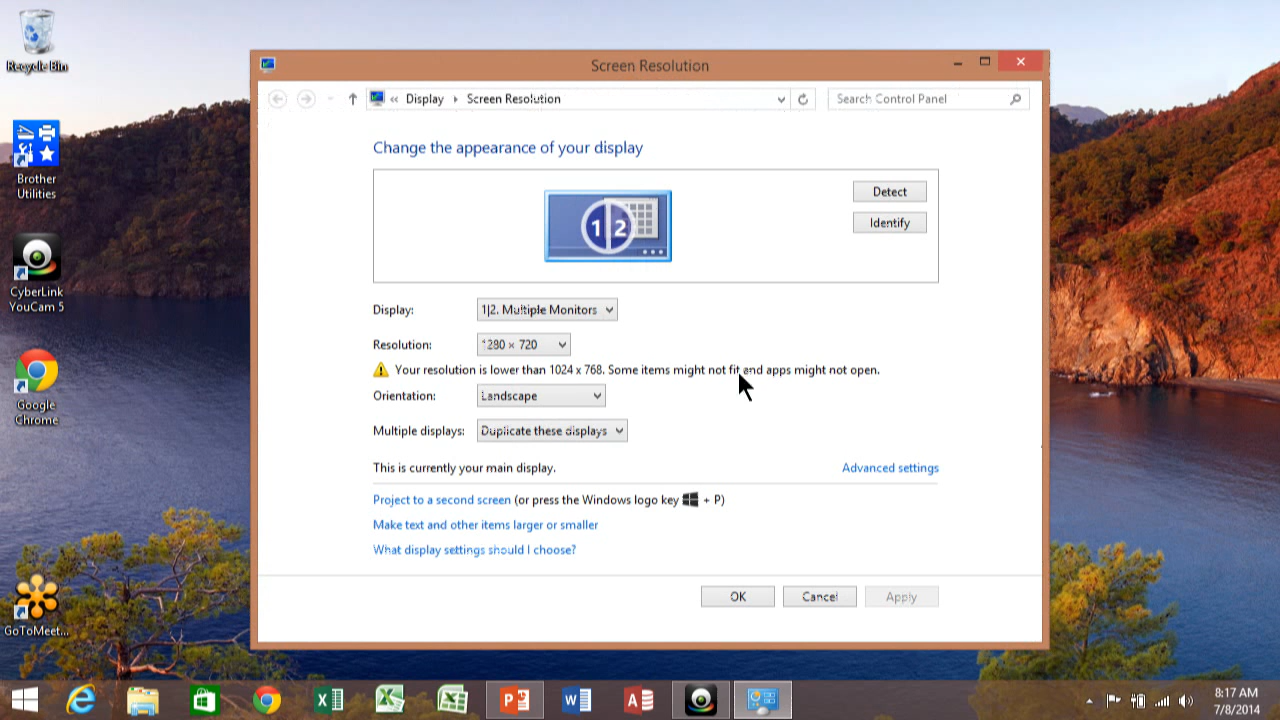 Recycle Bin
Brother
Utilities
CyberLink
YouCam 5
Google
Chrome
GoToMeet...
Screen Resolution
« Display ▸ Screen Resolution
Search Control Panel
Change the appearance of your display
1|2
Detect
Identify
Display: 1|2. Multiple Monitors
Resolution: 1280 × 720
Your resolution is lower than 1024 x 768. Some items might not fit and apps might not open.
Orientation: Landscape
Multiple displays: Duplicate these displays
This is currently your main display.
Advanced settings
Project to a second screen (or press the Windows logo key + P)
Make text and other items larger or smaller
What display settings should I choose?
OK
Cancel
Apply
8:17 AM
7/8/2014